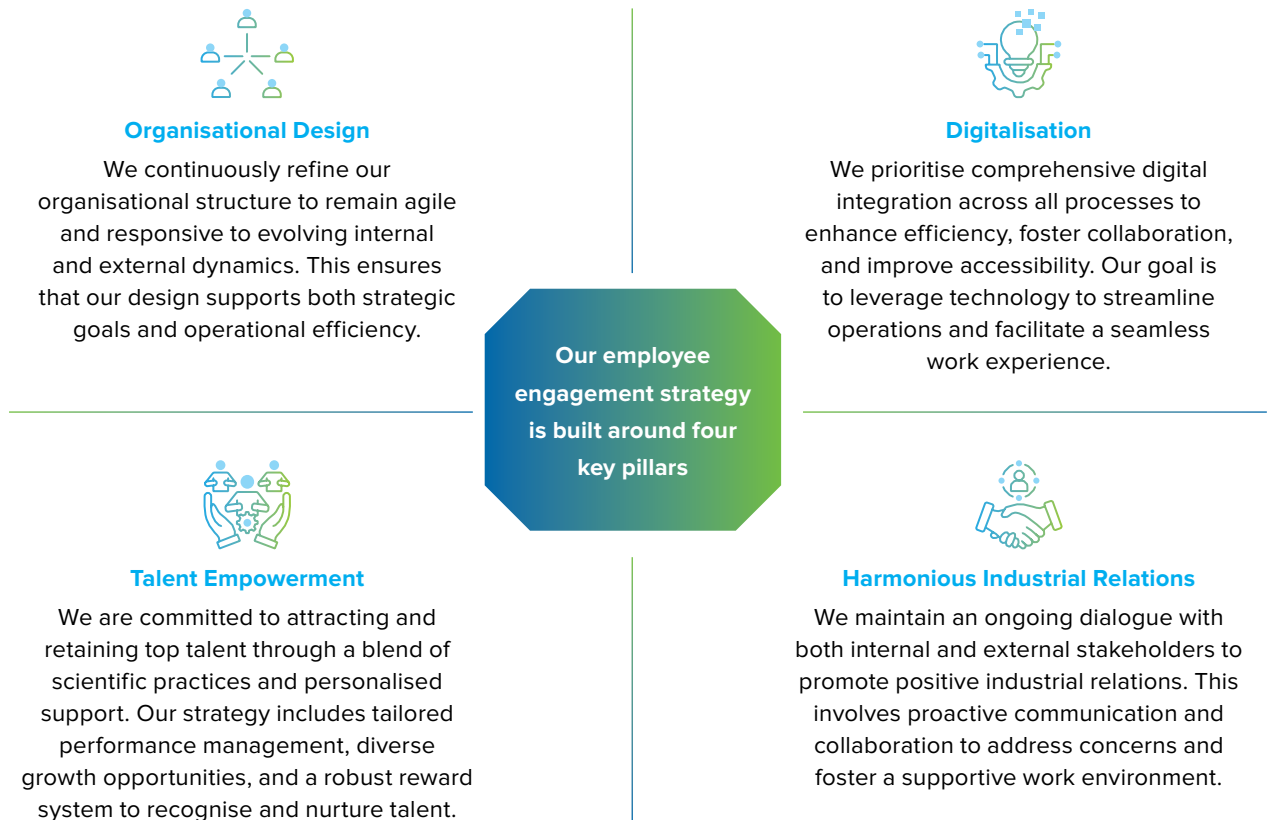 Organisational Design
We continuously refine our
organisational structure to remain agile
and responsive to evolving internal
and external dynamics. This ensures
that our design supports both strategic
goals and operational efficiency.
Digitalisation
We prioritise comprehensive digital
integration across all processes to
enhance efficiency, foster collaboration,
and improve accessibility. Our goal is
to leverage technology to streamline
operations and facilitate a seamless
work experience.
Our employee
engagement strategy
is built around four
key pillars
Talent Empowerment
We are committed to attracting and
retaining top talent through a blend of
scientific practices and personalised
support. Our strategy includes tailored
performance management, diverse
growth opportunities, and a robust reward
system to recognise and nurture talent.
Harmonious Industrial Relations
We maintain an ongoing dialogue with
both internal and external stakeholders to
promote positive industrial relations. This
involves proactive communication and
collaboration to address concerns and
foster a supportive work environment.